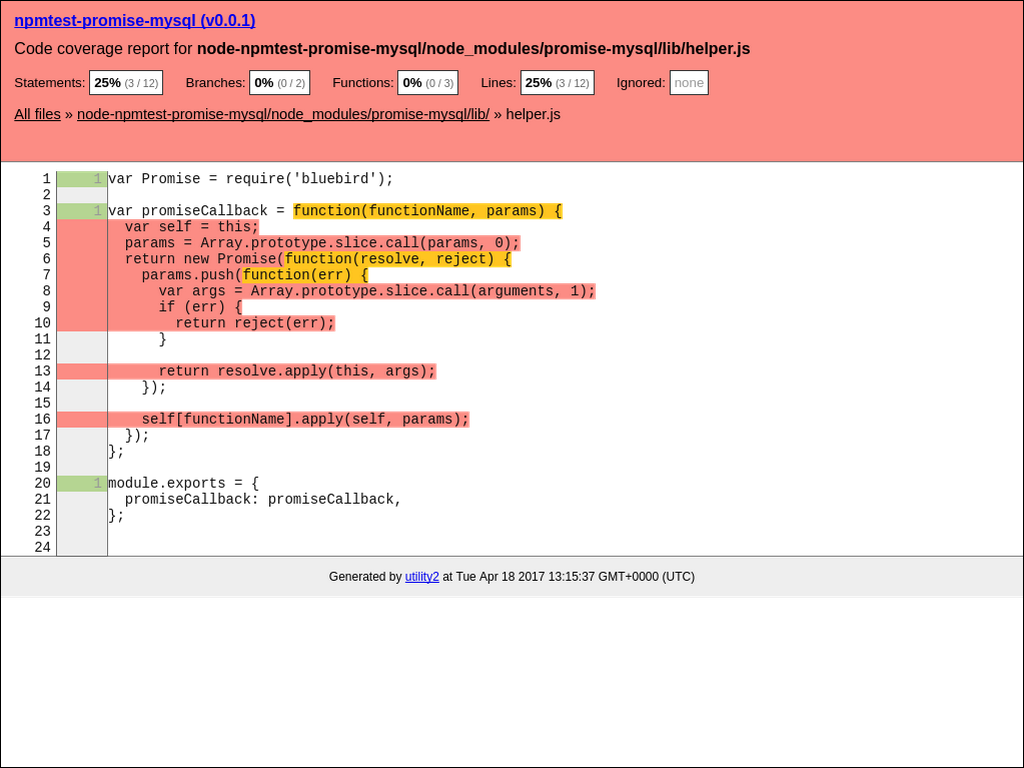 npmtest-promise-mysql (v0.0.1)
Code coverage report for node-npmtest-promise-mysql/node_modules/promise-mysql/lib/helper.js
Statements: 25% (3 / 12) Branches: 0% (0 / 2) Functions: 0% (0 / 3) Lines: 25% (3 / 12) Ignored: none
All files » node-npmtest-promise-mysql/node_modules/promise-mysql/lib/ » helper.js
1 1 var Promise = require('bluebird');
2
3 1 var promiseCallback = function(functionName, params) {
4   var self = this;
5   params = Array.prototype.slice.call(params, 0);
6   return new Promise(function(resolve, reject) {
7     params.push(function(err) {
8       var args = Array.prototype.slice.call(arguments, 1);
9       if (err) {
10         return reject(err);
11       }
12
13       return resolve.apply(this, args);
14     });
15
16     self[functionName].apply(self, params);
17   });
18 };
19
20 1 module.exports = {
21   promiseCallback: promiseCallback,
22 };
23
24
Generated by utility2 at Tue Apr 18 2017 13:15:37 GMT+0000 (UTC)